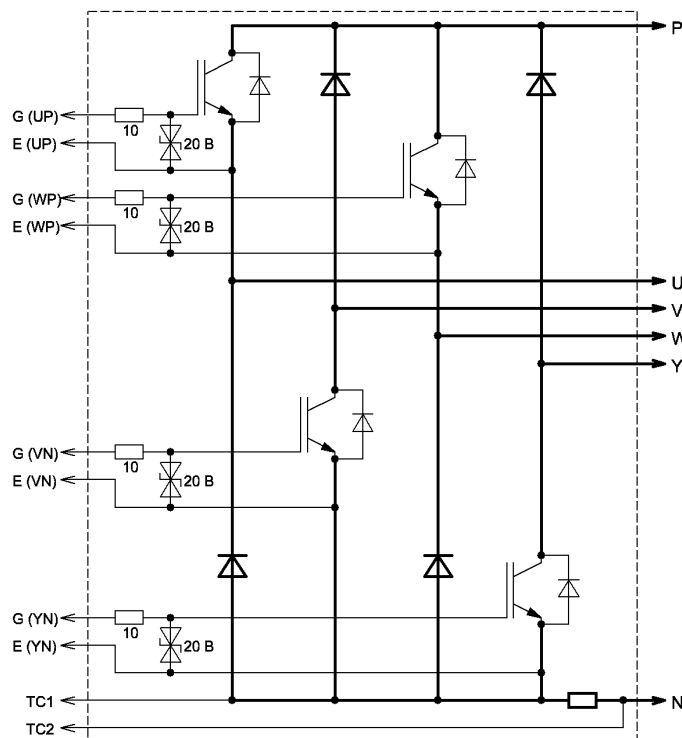 P
G (UP)
10
E (UP)
20 В
G (WP)
10
E (WP)
20 В
U
V
W
Y
G (VN)
10
E (VN)
20 В
G (YN)
10
E (YN)
20 В
TC1
N
TC2